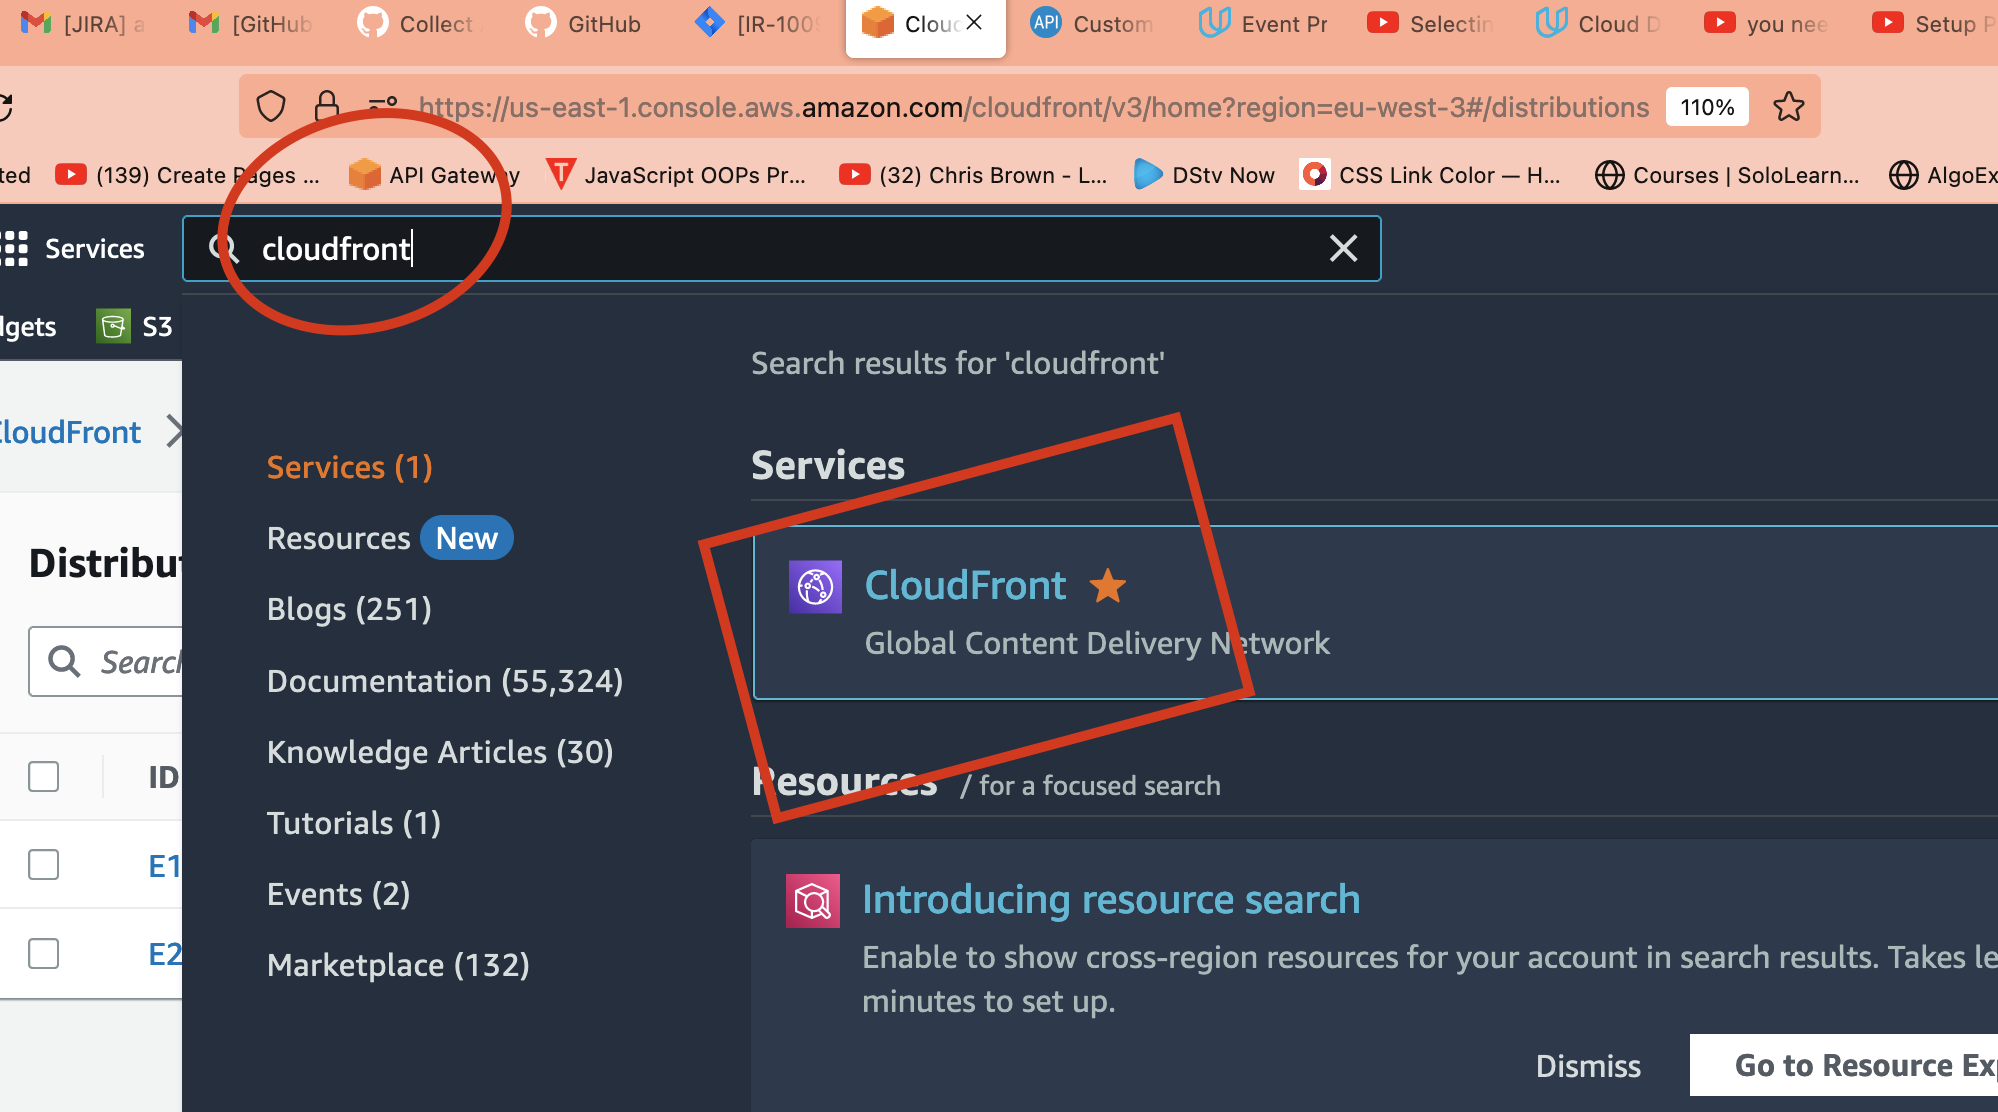 [JIRA] a
[GitHub
Collect
GitHub
[IR-1009
Clouc
API
Custom
Event Pr
Selectin
Cloud D
you nee
Setup P
https://us-east-1.console.aws.amazon.com/cloudfront/v3/home?region=eu-west-3#/distributions
110%
ted
(139) Create Pages ...
API Gateway
T
JavaScript OOPs Pr...
(32) Chris Brown - L...
DStv Now
CSS Link Color — H...
Courses | SoloLearn...
AlgoEx
Services
cloudfront
dgets
S3
Search results for 'cloudfront'
CloudFront
Services (1)
Services
Resources New
CloudFront
Global Content Delivery Network
Distribut
Blogs (251)
Search
Documentation (55,324)
Knowledge Articles (30)
Resources / for a focused search
ID
Tutorials (1)
E1
Events (2)
Introducing resource search
E2
Marketplace (132)
Enable to show cross-region resources for your account in search results. Takes le
minutes to set up.
Dismiss
Go to Resource Exp